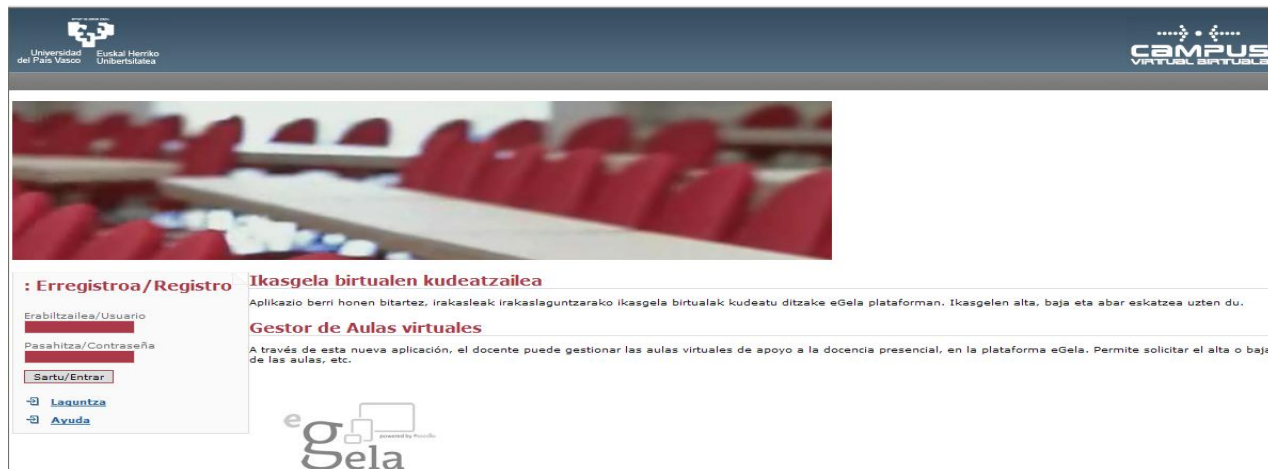 Universidad Euskal Herriko
del País Vasco Unibertsitatea
CAMPUS
VIRTUAL BIRTUALA
: Erregistroa/Registro
Erabiltzailea/Usuario
Pasahitza/Contraseña
Sartu/Entrar
Laguntza
Ayuda
Ikasgela birtualen kudeatzailea
Aplikazio berri honen bitartez, irakasleak irakaslaguntzarako ikasgela birtualak kudeatu ditzake eGela plataforman. Ikasgelen alta, baja eta abar eskatzea uzten du.
Gestor de Aulas virtuales
A través de esta nueva aplicación, el docente puede gestionar las aulas virtuales de apoyo a la docencia presencial, en la plataforma eGela. Permite solicitar el alta o baja
de las aulas, etc.
eGela
powered by Moodle